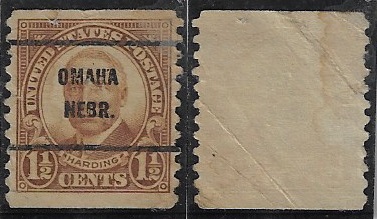 UNITED STATES POSTAGE
OMAHA
NEBR.
HARDING
1½ CENTS 1½